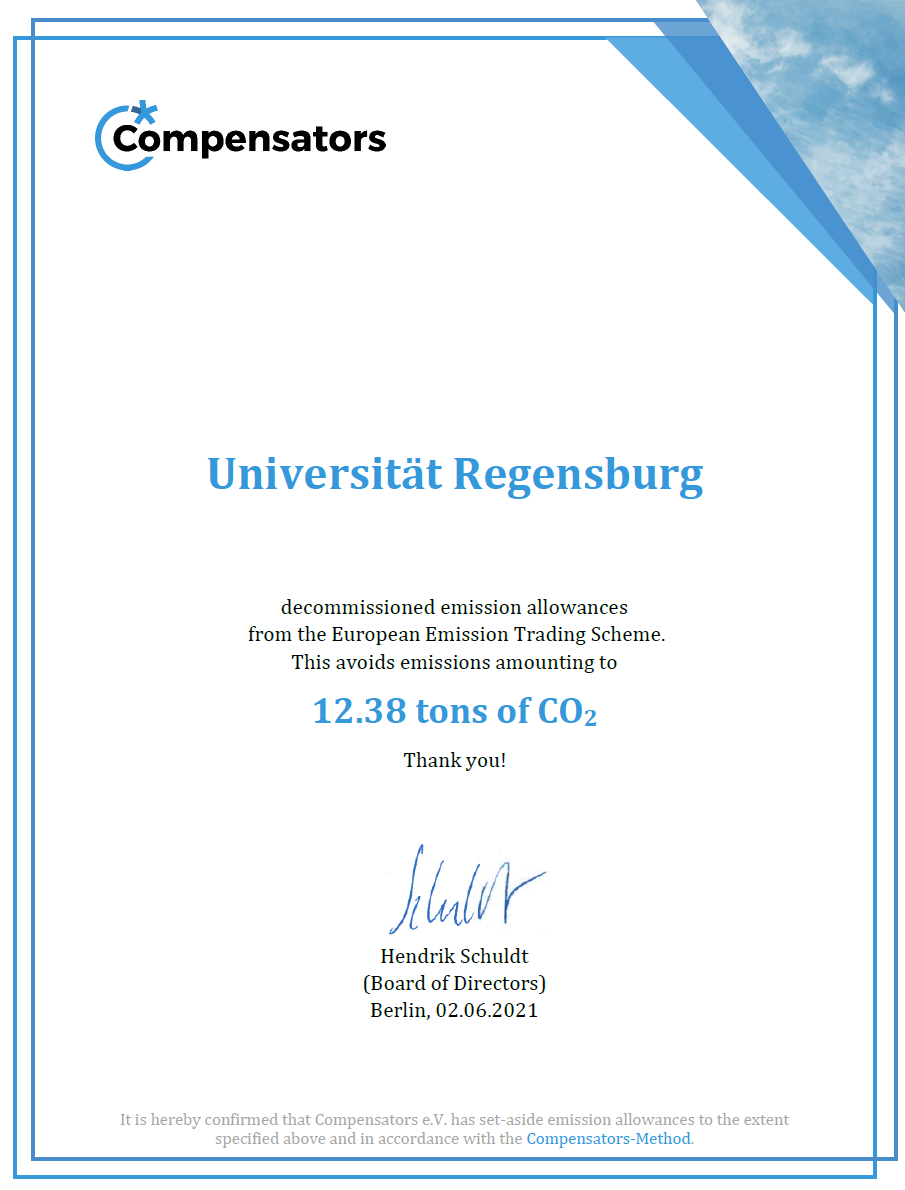 Compensators
Universität Regensburg
decommissioned emission allowances
from the European Emission Trading Scheme.
This avoids emissions amounting to
12.38 tons of CO₂
Thank you!
Schuldt
Hendrik Schuldt
(Board of Directors)
Berlin, 02.06.2021
It is hereby confirmed that Compensators e.V. has set-aside emission allowances to the extent
specified above and in accordance with the Compensators-Method.